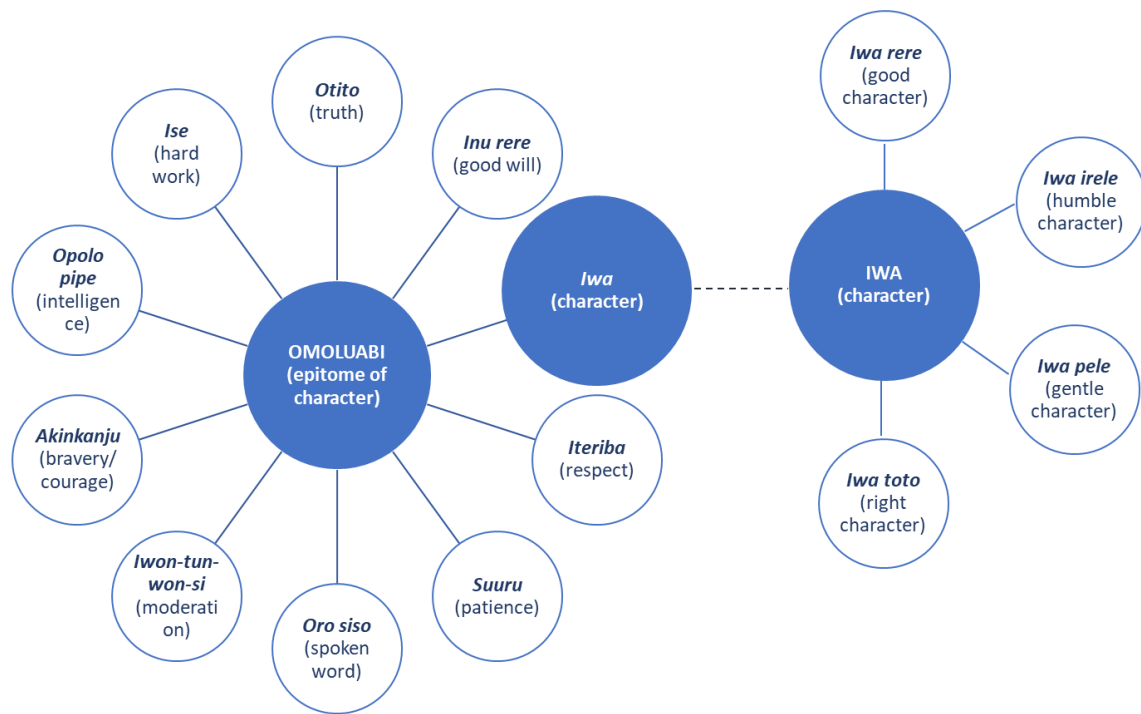 Otito
(truth)
Inu rere
(good will)
Iwa
(character)
Iteriba
(respect)
Suuru
(patience)
Oro siso
(spoken
word)
Iwon-tun-
won-si
(moderati
on)
Akinkanju
(bravery/
courage)
Opolo
pipe
(intelligen
ce)
Ise
(hard
work)
OMOLUABI
(epitome of
character)
IWA
(character)
Iwa rere
(good
character)
Iwa irele
(humble
character)
Iwa pele
(gentle
character)
Iwa toto
(right
character)